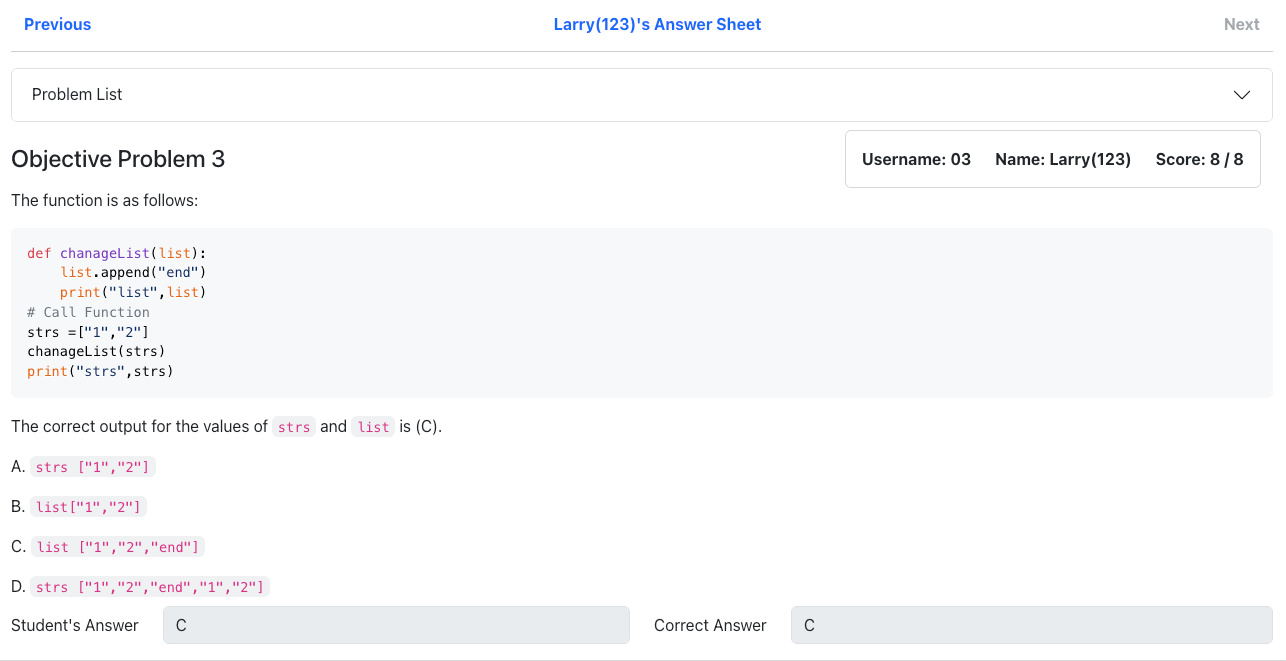 Previous
Larry(123)'s Answer Sheet
Next
Problem List
Objective Problem 3
Username: 03 Name: Larry(123) Score: 8 / 8
The function is as follows:
def chanageList(list):
    list.append("end")
    print("list",list)
# Call Function
strs =["1","2"]
chanageList(strs)
print("strs",strs)
The correct output for the values of strs and list is (C).
A. strs ["1","2"]
B. list["1","2"]
C. list ["1","2","end"]
D. strs ["1","2","end","1","2"]
Student's Answer C Correct Answer C